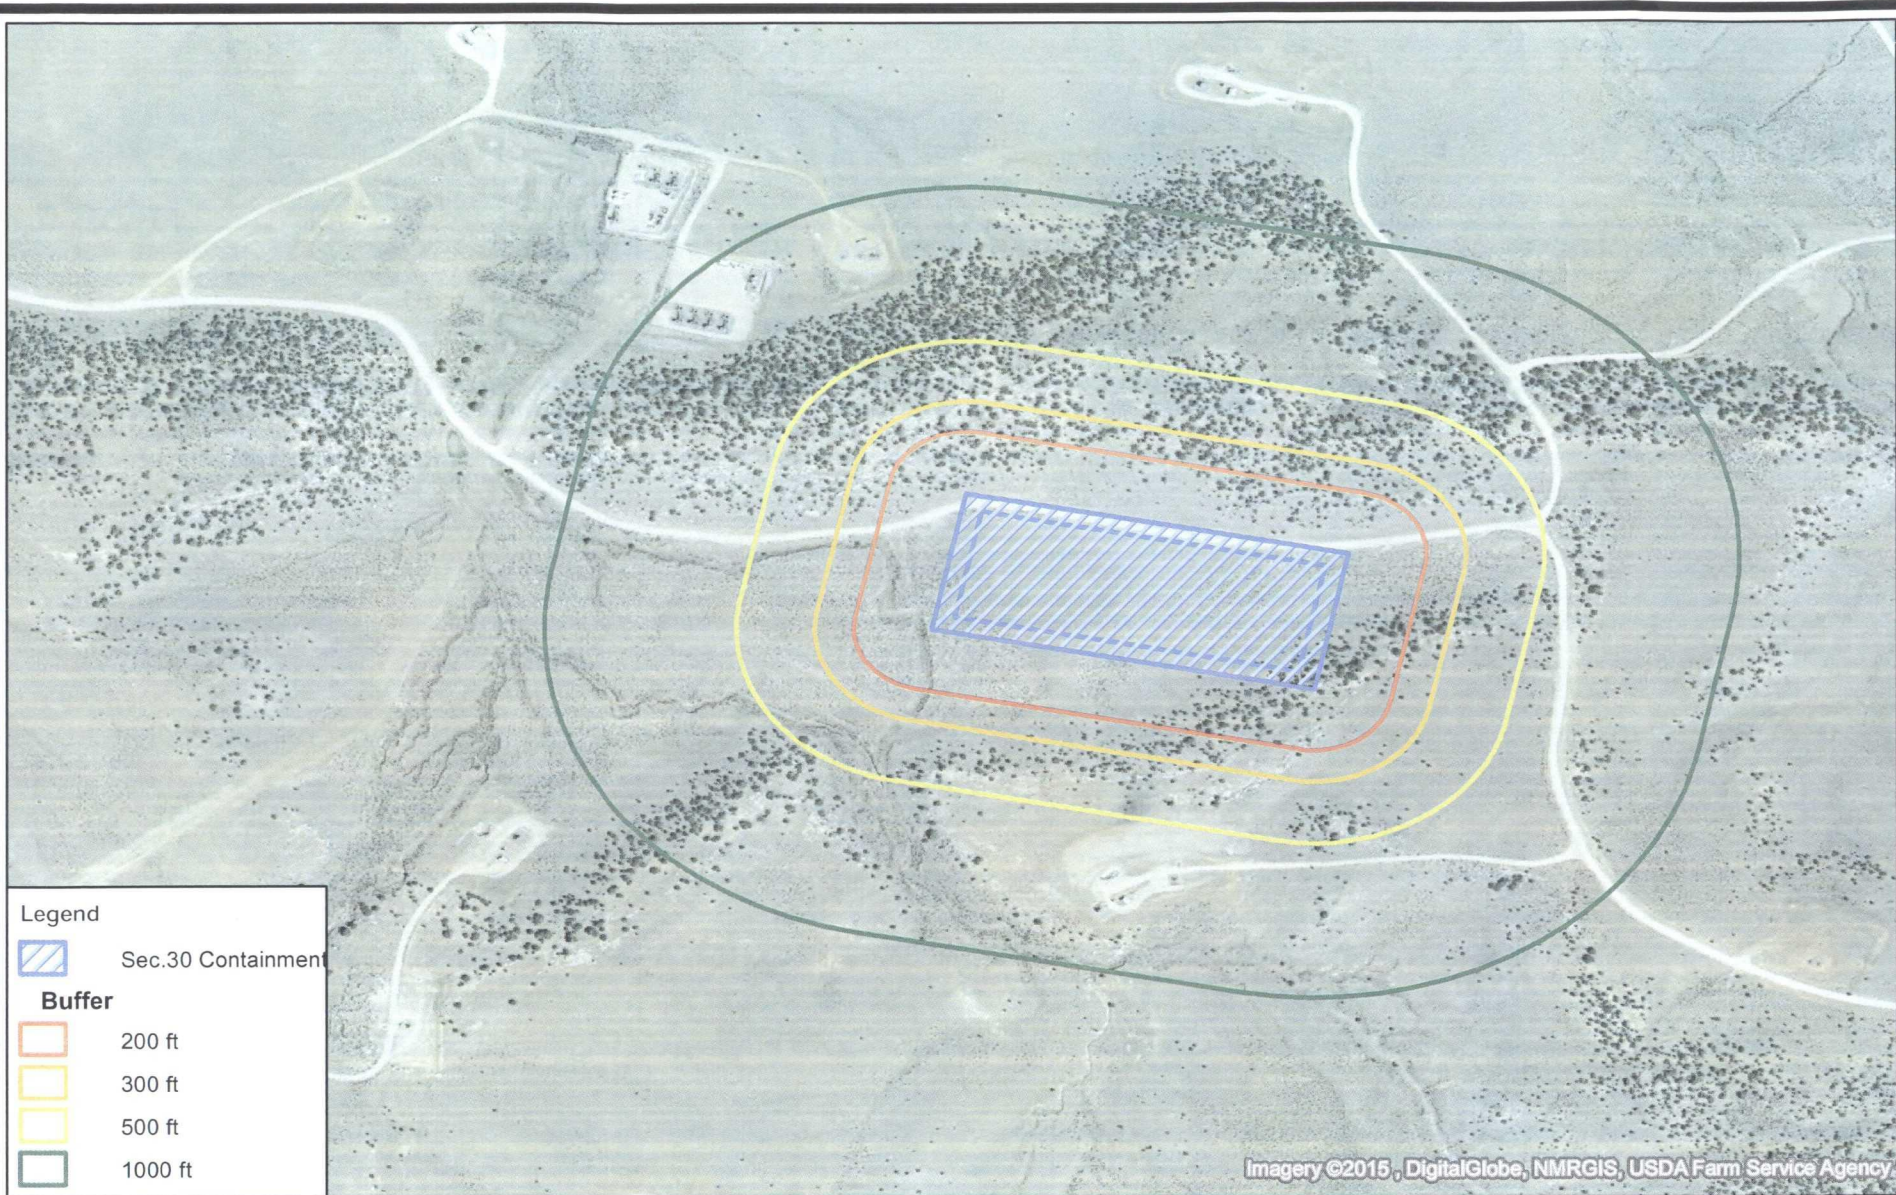 Legend
Sec.30 Containment
Buffer
200 ft
300 ft
500 ft
1000 ft
Imagery ©2015 , DigitalGlobe, NMRGIS, USDA Farm Service Agency